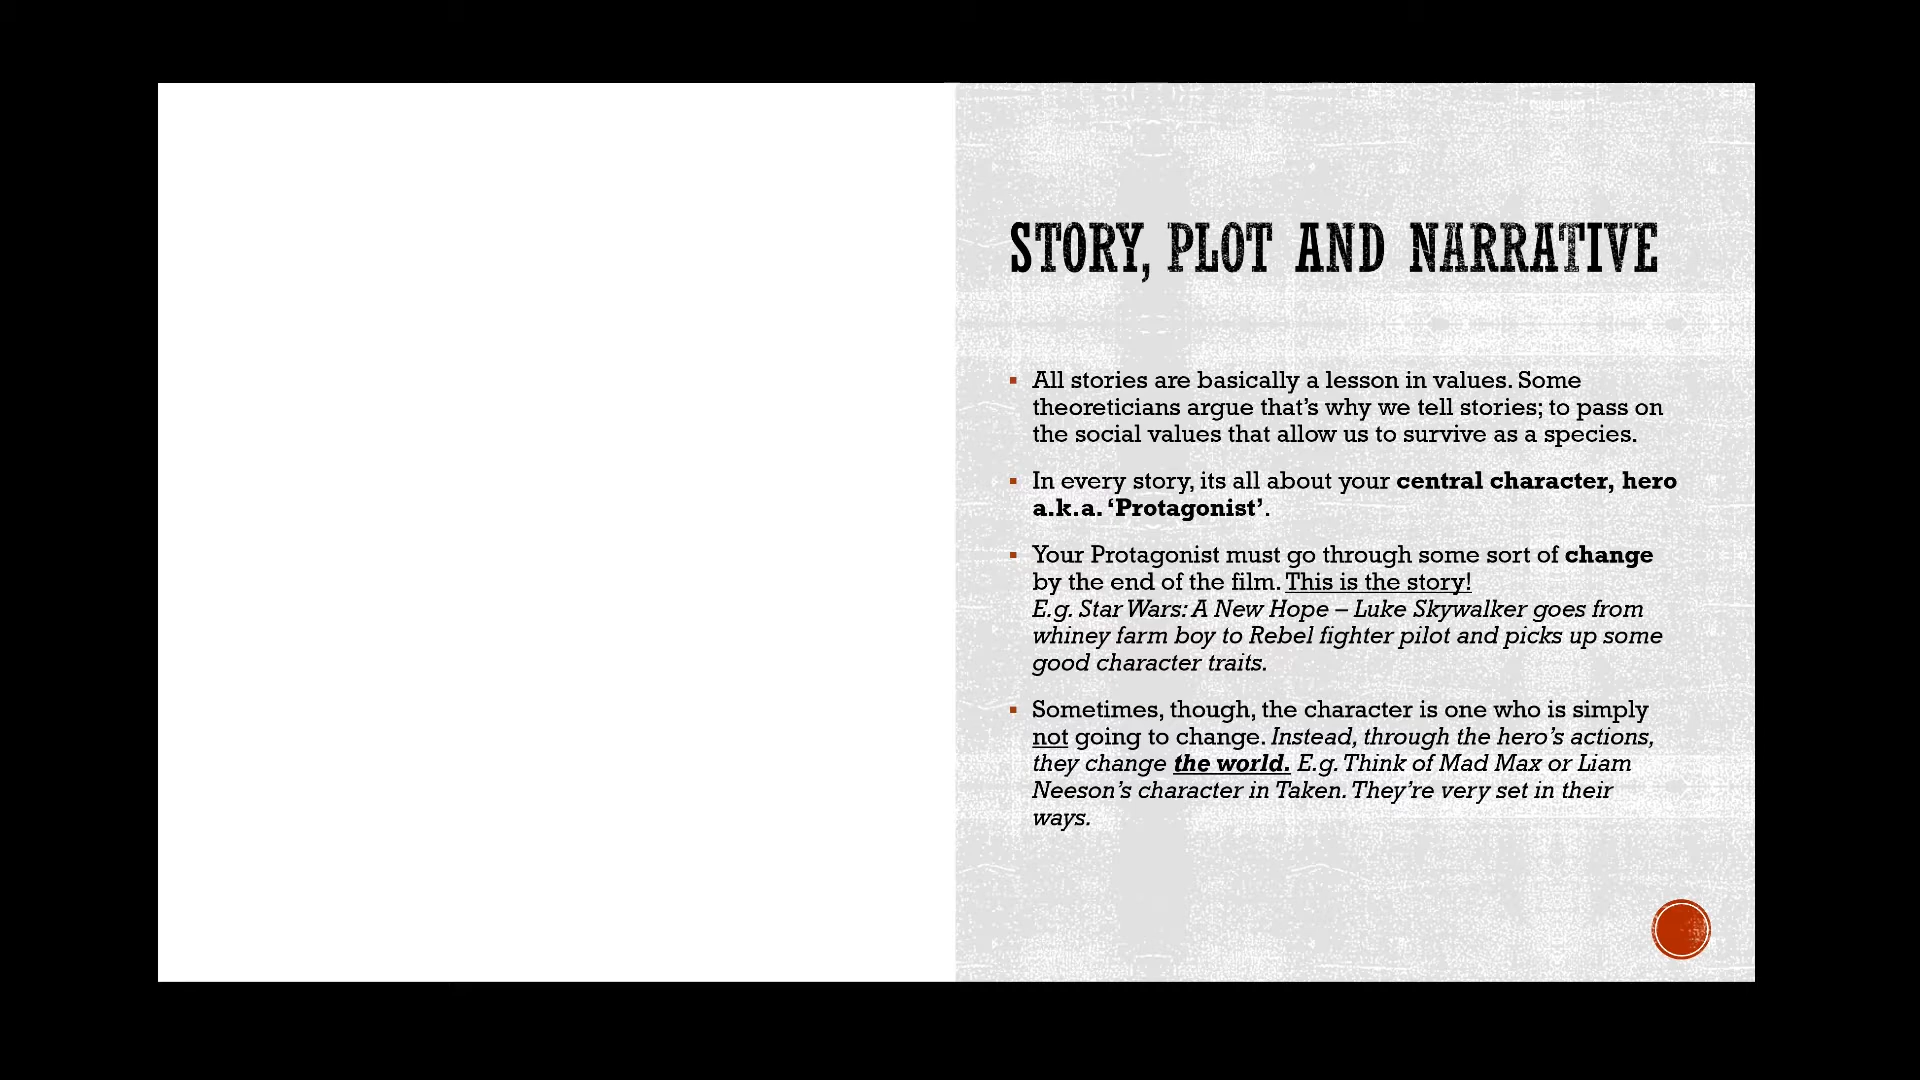 STORY, PLOT AND NARRATIVE
▪ All stories are basically a lesson in values. Some
theoreticians argue that’s why we tell stories; to pass on
the social values that allow us to survive as a species.
▪ In every story, its all about your central character, hero
a.k.a. ‘Protagonist’.
▪ Your Protagonist must go through some sort of change
by the end of the film. This is the story!
E.g. Star Wars: A New Hope – Luke Skywalker goes from
whiney farm boy to Rebel fighter pilot and picks up some
good character traits.
▪ Sometimes, though, the character is one who is simply
not going to change. Instead, through the hero’s actions,
they change the world. E.g. Think of Mad Max or Liam
Neeson’s character in Taken. They’re very set in their
ways.